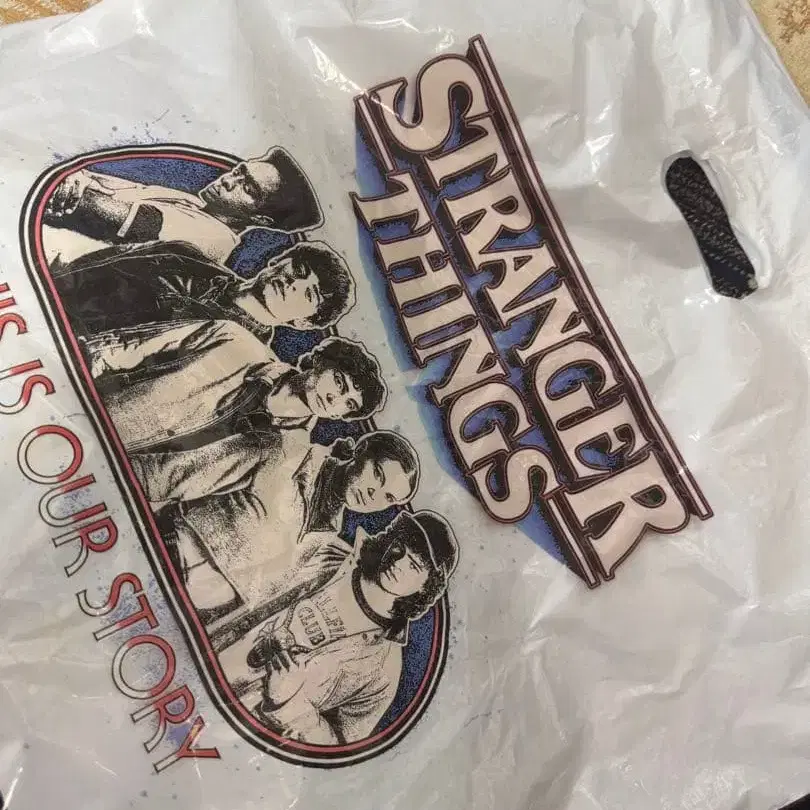 STRANGER
THINGS
CLUB
IS OUR STORY